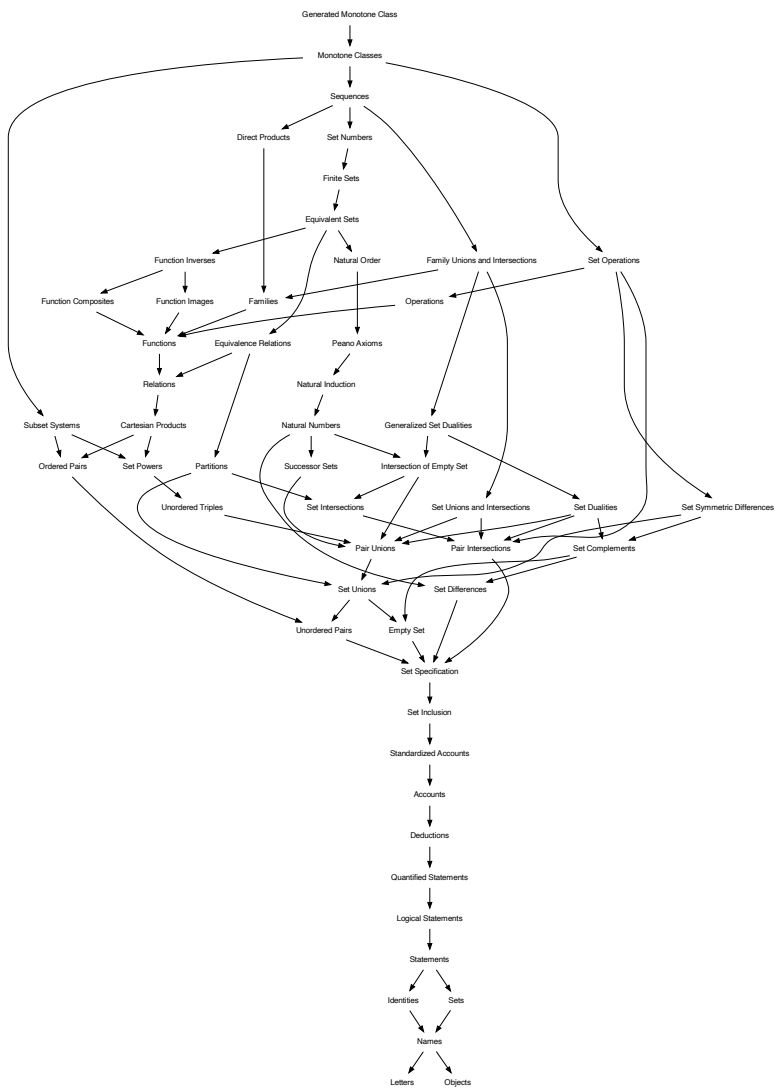 Generated Monotone Class
Monotone Classes
Sequences
Direct Products
Set Numbers
Finite Sets
Equivalent Sets
Function Inverses
Natural Order
Family Unions and Intersections
Set Operations
Function Composites
Function Images
Families
Operations
Functions
Equivalence Relations
Peano Axioms
Relations
Natural Induction
Subset Systems
Cartesian Products
Natural Numbers
Generalized Set Dualities
Ordered Pairs
Set Powers
Partitions
Successor Sets
Intersection of Empty Set
Unordered Triples
Set Intersections
Set Unions and Intersections
Set Dualities
Set Symmetric Differences
Pair Unions
Pair Intersections
Set Complements
Set Unions
Set Differences
Unordered Pairs
Empty Set
Set Specification
Set Inclusion
Standardized Accounts
Accounts
Deductions
Quantified Statements
Logical Statements
Statements
Identities
Sets
Names
Letters
Objects